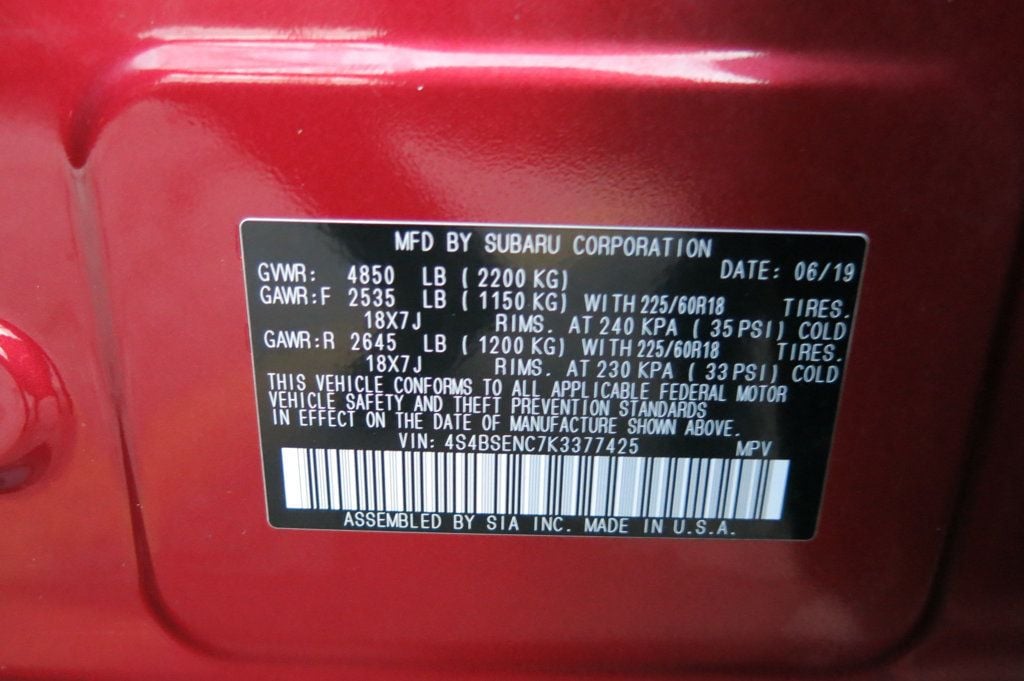 MFD BY SUBARU CORPORATION
GVWR: 4850 LB ( 2200 KG) DATE: 06/19
GAWR:F 2535 LB ( 1150 KG) WITH 225/60R18 TIRES.
18X7J RIMS. AT 240 KPA ( 35 PSI) COLD
GAWR:R 2645 LB ( 1200 KG) WITH 225/60R18 TIRES.
18X7J RIMS. AT 230 KPA ( 33 PSI) COLD
THIS VEHICLE CONFORMS TO ALL APPLICABLE FEDERAL MOTOR
VEHICLE SAFETY AND THEFT PREVENTION STANDARDS
IN EFFECT ON THE DATE OF MANUFACTURE SHOWN ABOVE.
VIN: 4S4BSENC7K3377425 MPV
ASSEMBLED BY SIA INC. MADE IN U.S.A.